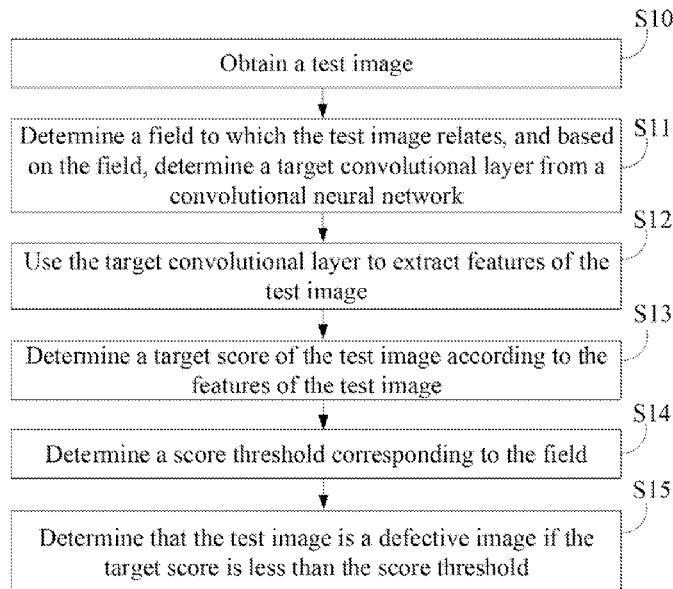 S10
Obtain a test image
S11
Determine a field to which the test image relates, and based
on the field, determine a target convolutional layer from a
convolutional neural network
S12
Use the target convolutional layer to extract features of the
test image
S13
Determine a target score of the test image according to the
features of the test image
S14
Determine a score threshold corresponding to the field
S15
Determine that the test image is a defective image if the
target score is less than the score threshold